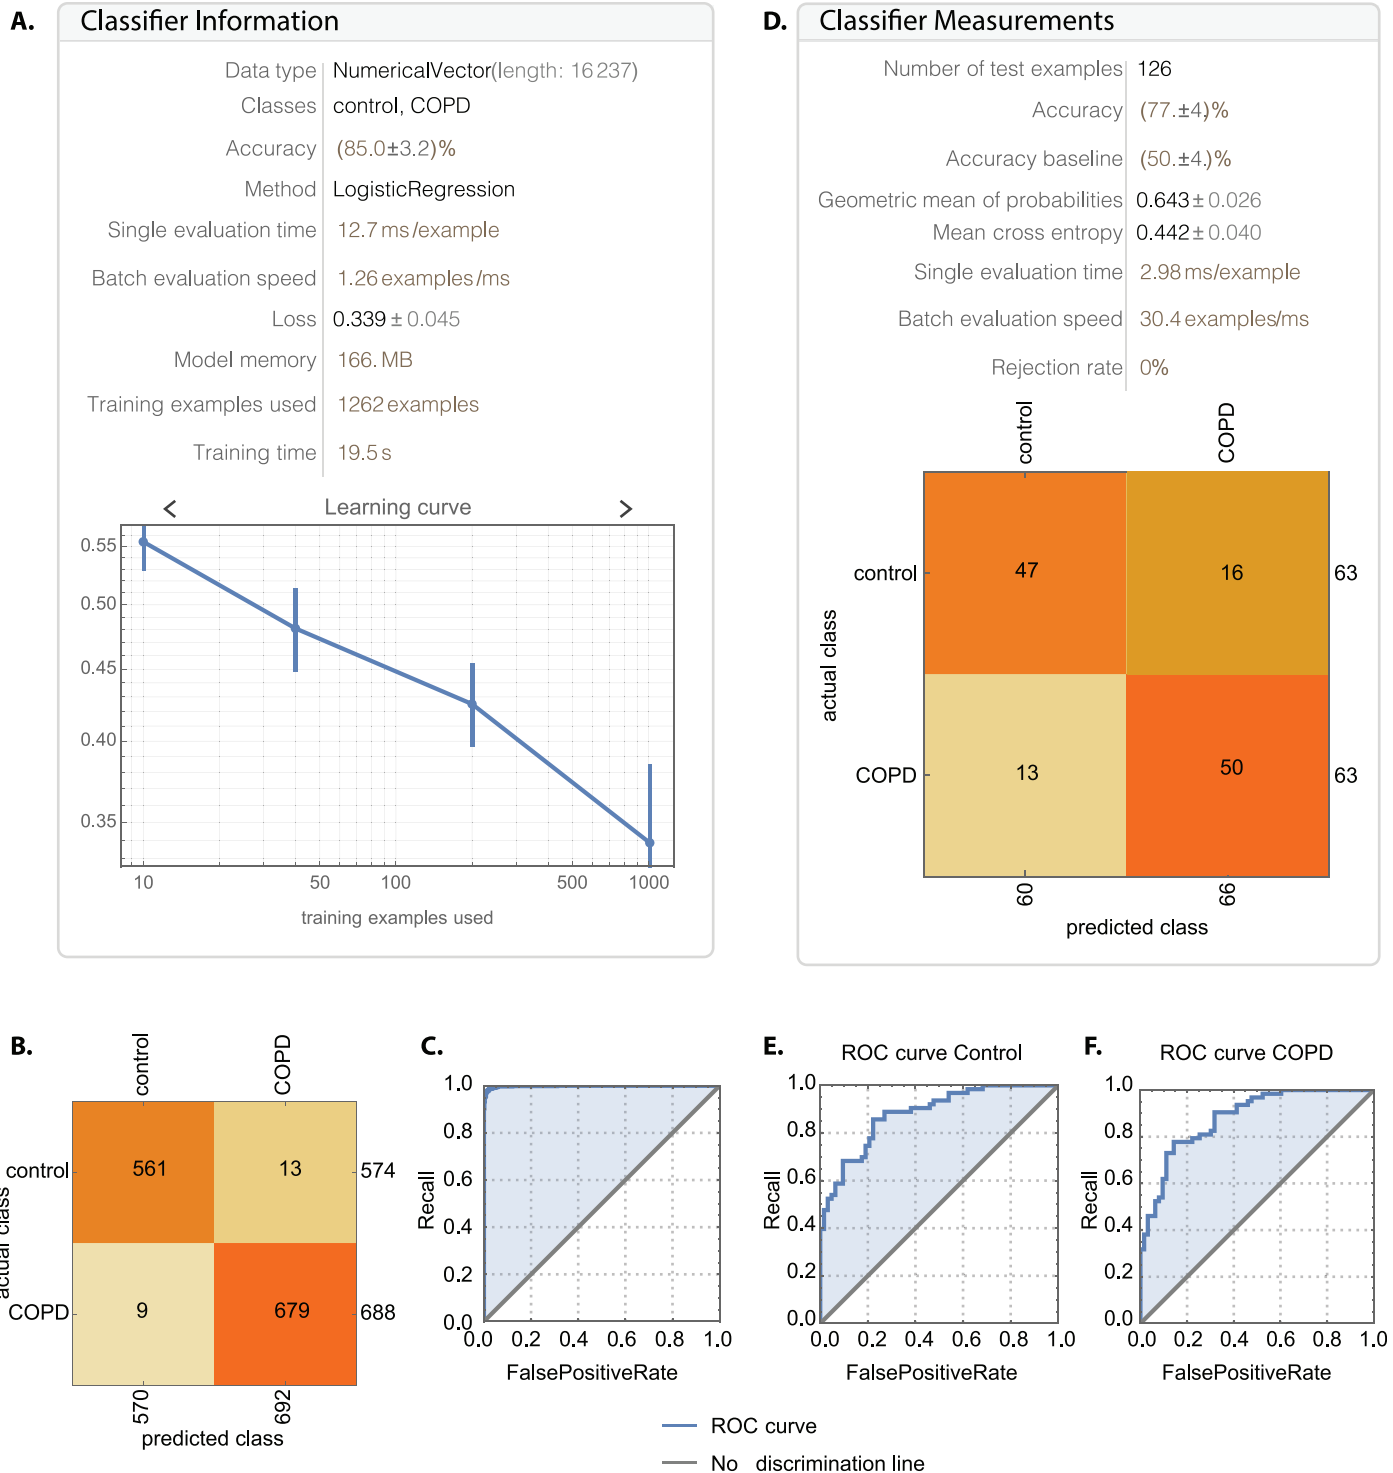 A.
Classifier Information
Data type NumericalVector(length: 16237)
Classes control, COPD
Accuracy (85.0±3.2)%
Method LogisticRegression
Single evaluation time 12.7 ms/example
Batch evaluation speed 1.26 examples/ms
Loss 0.339 ± 0.045
Model memory 166. MB
Training examples used 1262 examples
Training time 19.5 s
< Learning curve >
0.55
0.50
0.45
0.40
0.35
10 50 100 500 1000
training examples used
D.
Classifier Measurements
Number of test examples 126
Accuracy (77.±4.)%
Accuracy baseline (50.±4.)%
Geometric mean of probabilities 0.643 ± 0.026
Mean cross entropy 0.442 ± 0.040
Single evaluation time 2.98 ms/example
Batch evaluation speed 30.4 examples/ms
Rejection rate 0%
control COPD
control 47 16 63
actual class
COPD 13 50 63
60 66
predicted class
B.
control COPD
control 561 13 574
actual class
COPD 9 679 688
570 692
predicted class
C.
1.0
0.8
0.6
0.4
0.2
0.0
Recall
0.0 0.2 0.4 0.6 0.8 1.0
FalsePositiveRate
E.
ROC curve Control
1.0
0.8
0.6
0.4
0.2
0.0
Recall
0.0 0.2 0.4 0.6 0.8 1.0
FalsePositiveRate
F.
ROC curve COPD
1.0
0.8
0.6
0.4
0.2
0.0
Recall
0.0 0.2 0.4 0.6 0.8 1.0
FalsePositiveRate
ROC curve
No discrimination line